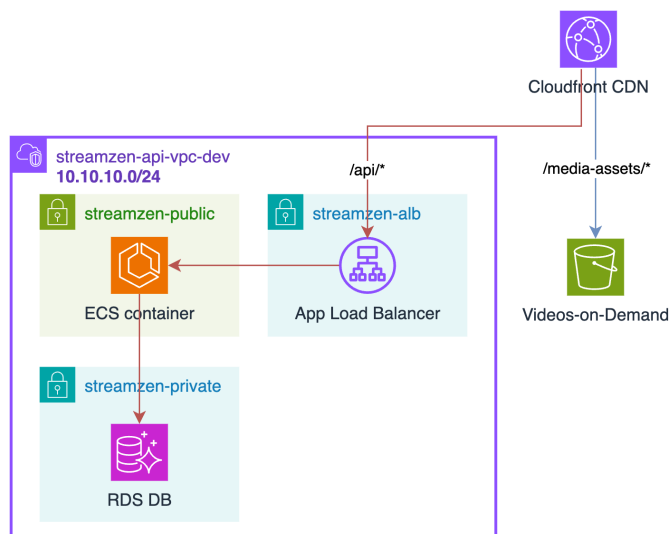 Cloudfront CDN
streamzen-api-vpc-dev
10.10.10.0/24
/api/*
/media-assets/*
streamzen-public
streamzen-alb
ECS container
App Load Balancer
Videos-on-Demand
streamzen-private
RDS DB